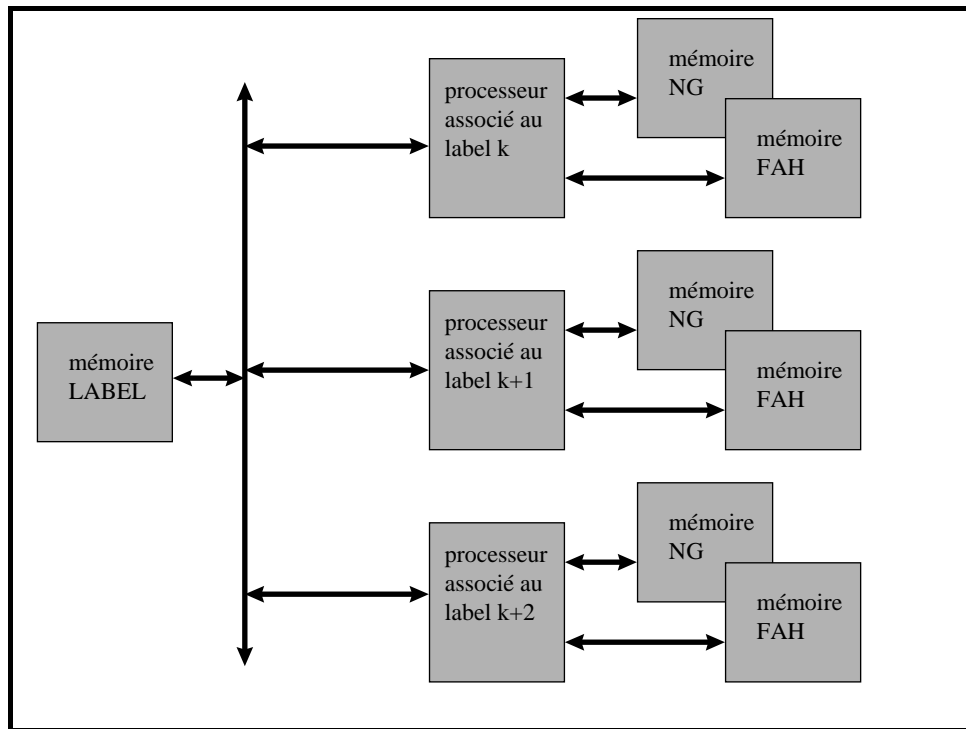 mémoire
NG
processeur
associé au
label k
mémoire
FAH
mémoire
NG
processeur
associé au
label k+1
mémoire
LABEL
mémoire
FAH
mémoire
NG
processeur
associé au
label k+2
mémoire
FAH